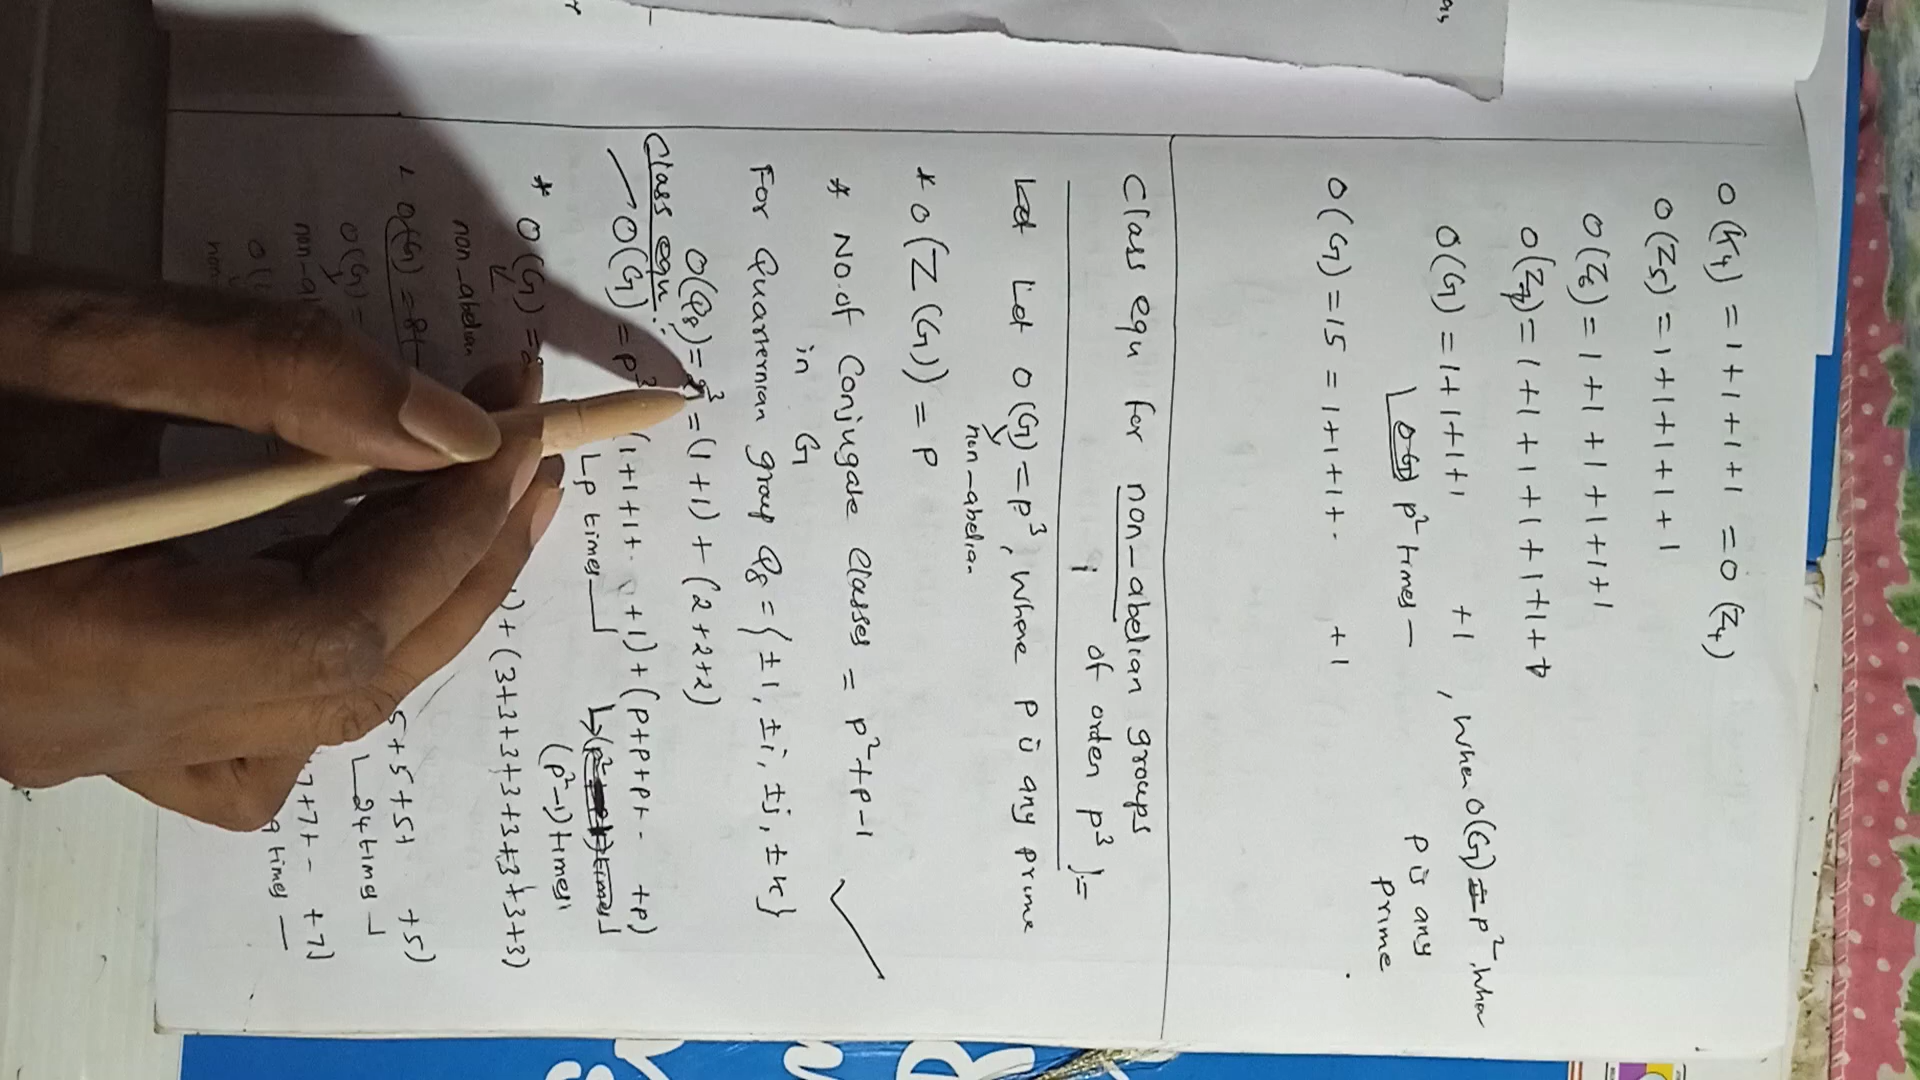 O(K4) = 1+1+1+1 = O(Z4)
O(Z5) = 1+1+1+1+1
O(Z6) = 1+1+1+1+1+1
O(Z7) = 1+1+1+1+1+1+1
O(G) = 1+1+1+1 +1, when O(G) = p², when
p² times — p is any
prime
O(G) = 15 = 1+1+1+. . +1
Class equ for non-abelian groups
of order p³ :=
Let O(G) = p³, where p is any prime
non-abelian
* O(Z(G)) = p
* No. of Conjugate Classes = p²+p-1
in G
For Quarternian group Q8 = { ±1, ±i, ±j, ±k}
O(Q8) = 2³ = (1+1) + (2+2+2)
Class equ :
O(G) = p³ (1+1+1+. . +1) + (p+p+p+. +p)
p times (p²-1) times
* O(G) = +(3+3+3+3+3+3+3+3)
non-abelian
5+5+5+ +5)
O(G) = 24 times
7+7+- +7)
times